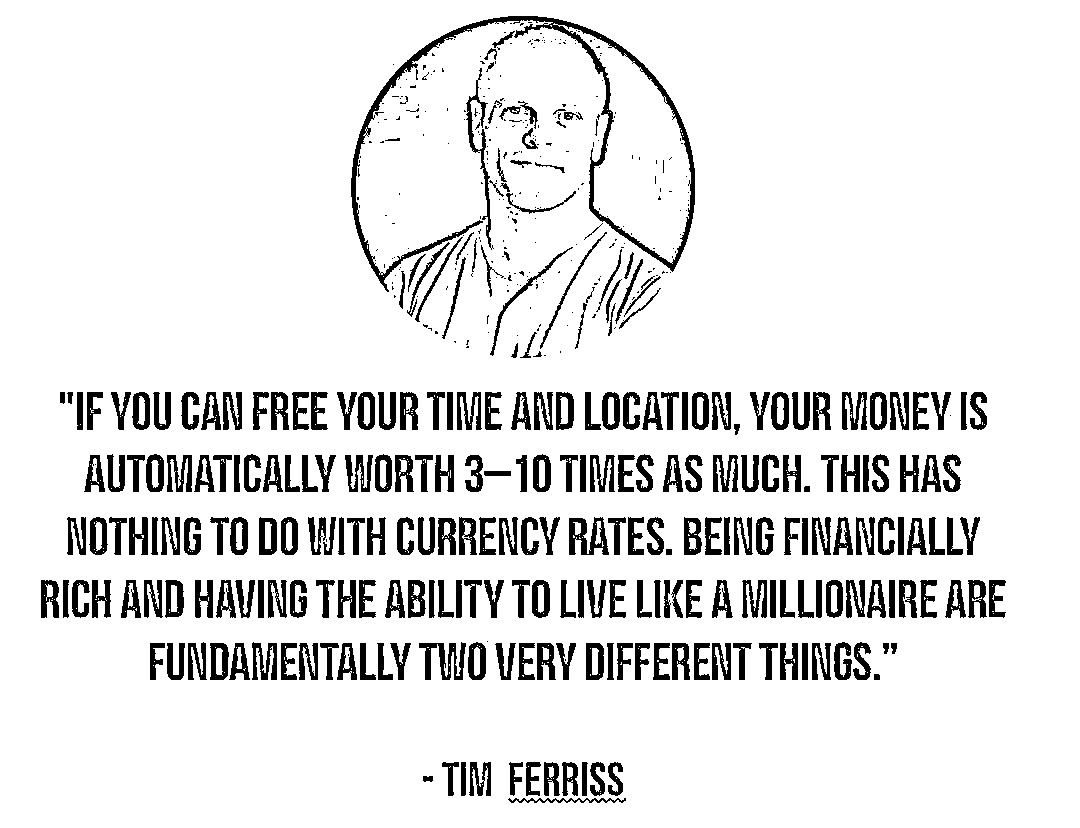 "IF YOU CAN FREE YOUR TIME AND LOCATION, YOUR MONEY IS
AUTOMATICALLY WORTH 3–10 TIMES AS MUCH. THIS HAS
NOTHING TO DO WITH CURRENCY RATES. BEING FINANCIALLY
RICH AND HAVING THE ABILITY TO LIVE LIKE A MILLIONAIRE ARE
FUNDAMENTALLY TWO VERY DIFFERENT THINGS.”
- TIM FERRISS